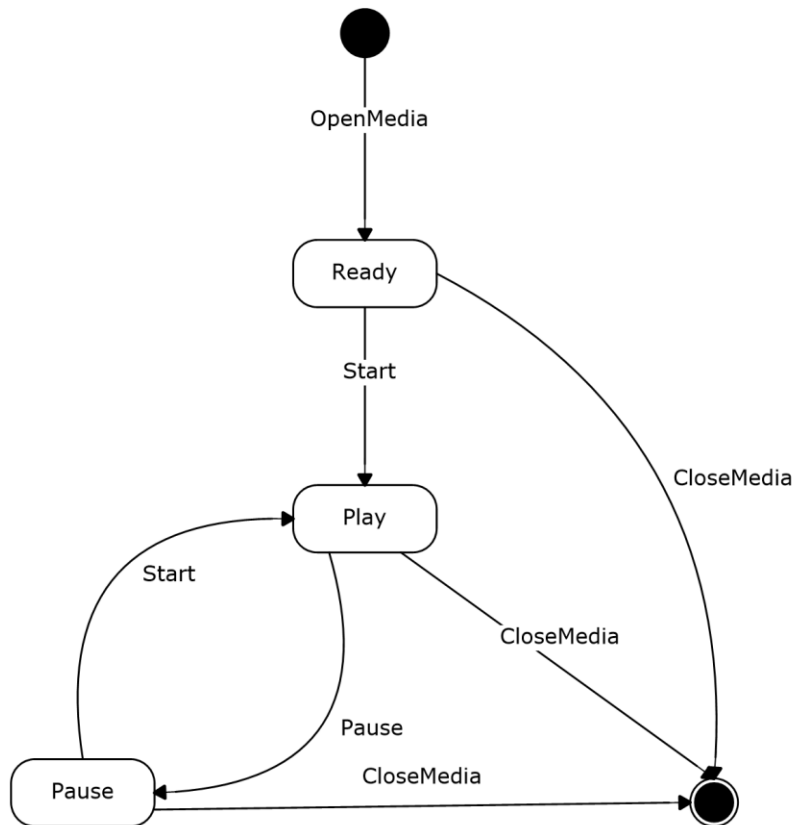 OpenMedia
Ready
Start
CloseMedia
Play
Start
CloseMedia
Pause
CloseMedia
Pause